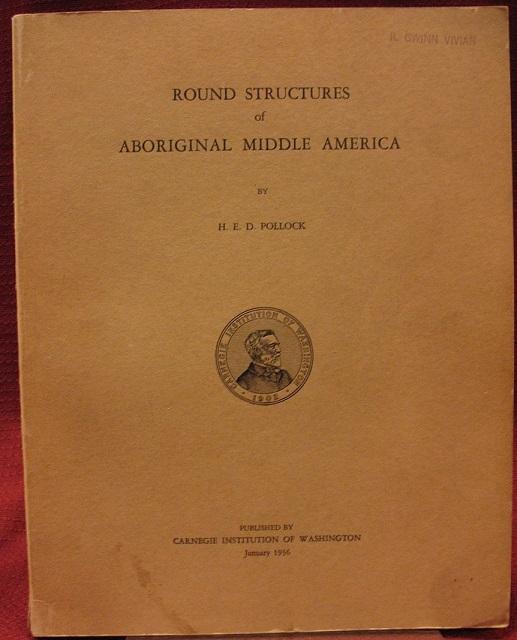 R. GWINN VIVIAN
ROUND STRUCTURES
of
ABORIGINAL MIDDLE AMERICA
BY
H. E. D. POLLOCK
CARNEGIE INSTITUTION OF WASHINGTON
1902
PUBLISHED BY
CARNEGIE INSTITUTION OF WASHINGTON
January 1936